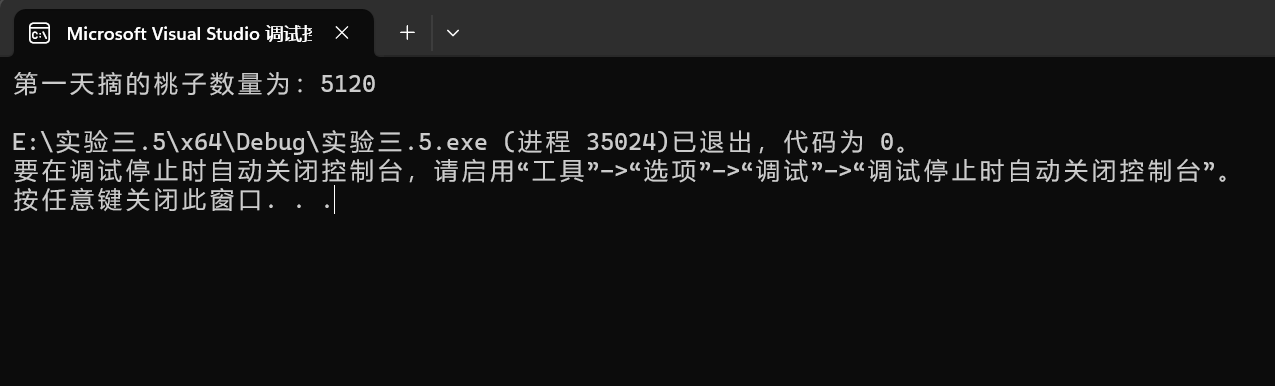 Microsoft Visual Studio 调试
第一天摘的桃子数量为：5120
E:\实验三.5\x64\Debug\实验三.5.exe (进程 35024)已退出，代码为 0。
要在调试停止时自动关闭控制台，请启用“工具”->“选项”->“调试”->“调试停止时自动关闭控制台”。
按任意键关闭此窗口. . .